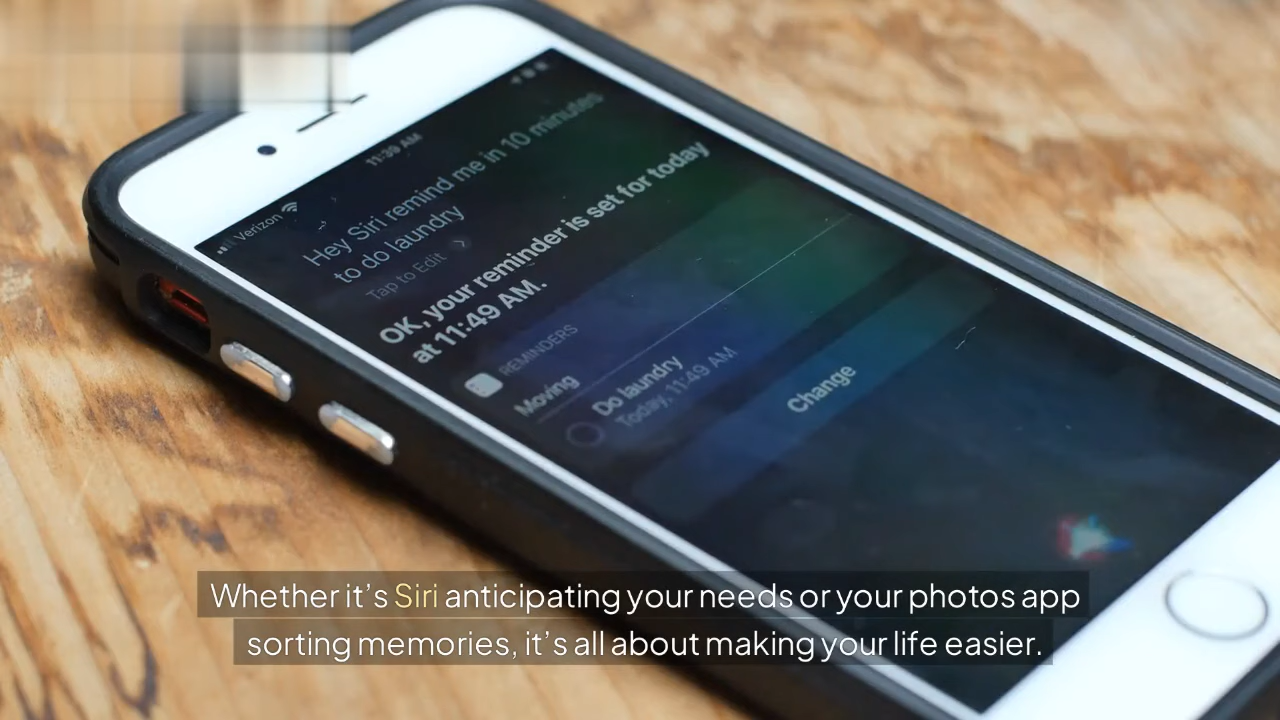 Verizon
11:39 AM
Hey Siri remind me in 10 minutes
to do laundry
Tap to Edit
OK, your reminder is set for today
at 11:49 AM.
REMINDERS
Moving
Do laundry
Today, 11:49 AM
Change
Whether it's Siri anticipating your needs or your photos app
sorting memories, it's all about making your life easier.